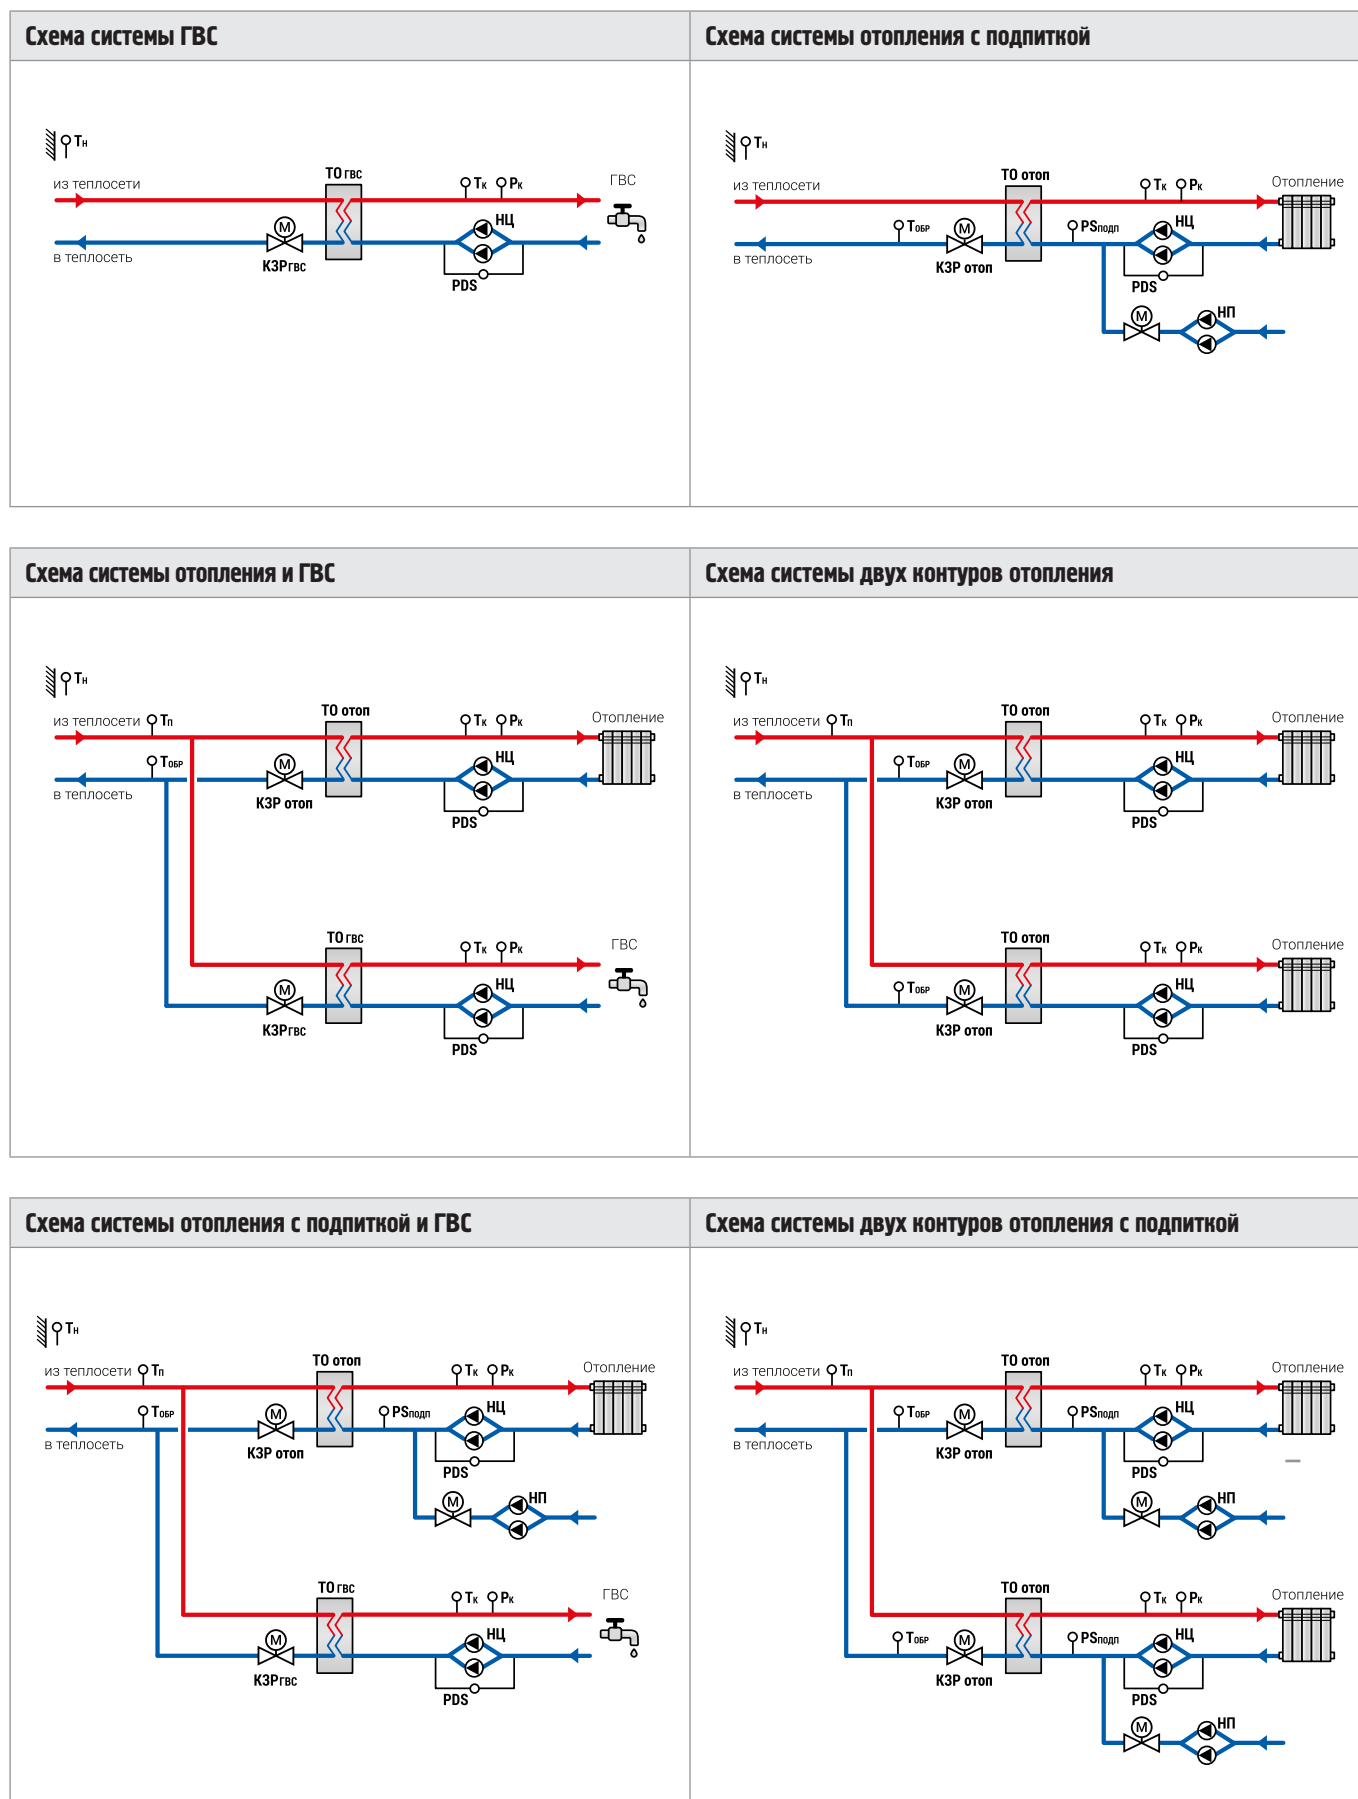 Схема системы ГВС
Tн
из теплосети
ТО гвс
Tк Pк
ГВС
М
НЦ
в теплосеть
КЗР гвс
PDS
Схема системы отопления с подпиткой
Tн
из теплосети
ТО отоп
Tк Pк
Отопление
Tобр
М
PSподп
НЦ
в теплосеть
КЗР отоп
PDS
М
НП
Схема системы отопления и ГВС
Tн
из теплосети Tп
ТО отоп
Tк Pк
Отопление
Tобр
М
НЦ
в теплосеть
КЗР отоп
PDS
ТО гвс
Tк Pк
ГВС
М
НЦ
КЗР гвс
PDS
Схема системы двух контуров отопления
Tн
из теплосети Tп
ТО отоп
Tк Pк
Отопление
Tобр
М
НЦ
в теплосеть
КЗР отоп
PDS
ТО отоп
Tк Pк
Отопление
Tобр
М
НЦ
КЗР отоп
PDS
Схема системы отопления с подпиткой и ГВС
Tн
из теплосети Tп
ТО отоп
Tк Pк
Отопление
Tобр
М
PSподп
НЦ
в теплосеть
КЗР отоп
PDS
М
НП
ТО гвс
Tк Pк
ГВС
М
НЦ
КЗР гвс
PDS
Схема системы двух контуров отопления с подпиткой
Tн
из теплосети Tп
ТО отоп
Tк Pк
Отопление
Tобр
М
PSподп
НЦ
в теплосеть
КЗР отоп
PDS
М
НП
ТО отоп
Tк Pк
Отопление
Tобр
М
PSподп
НЦ
КЗР отоп
PDS
М
НП